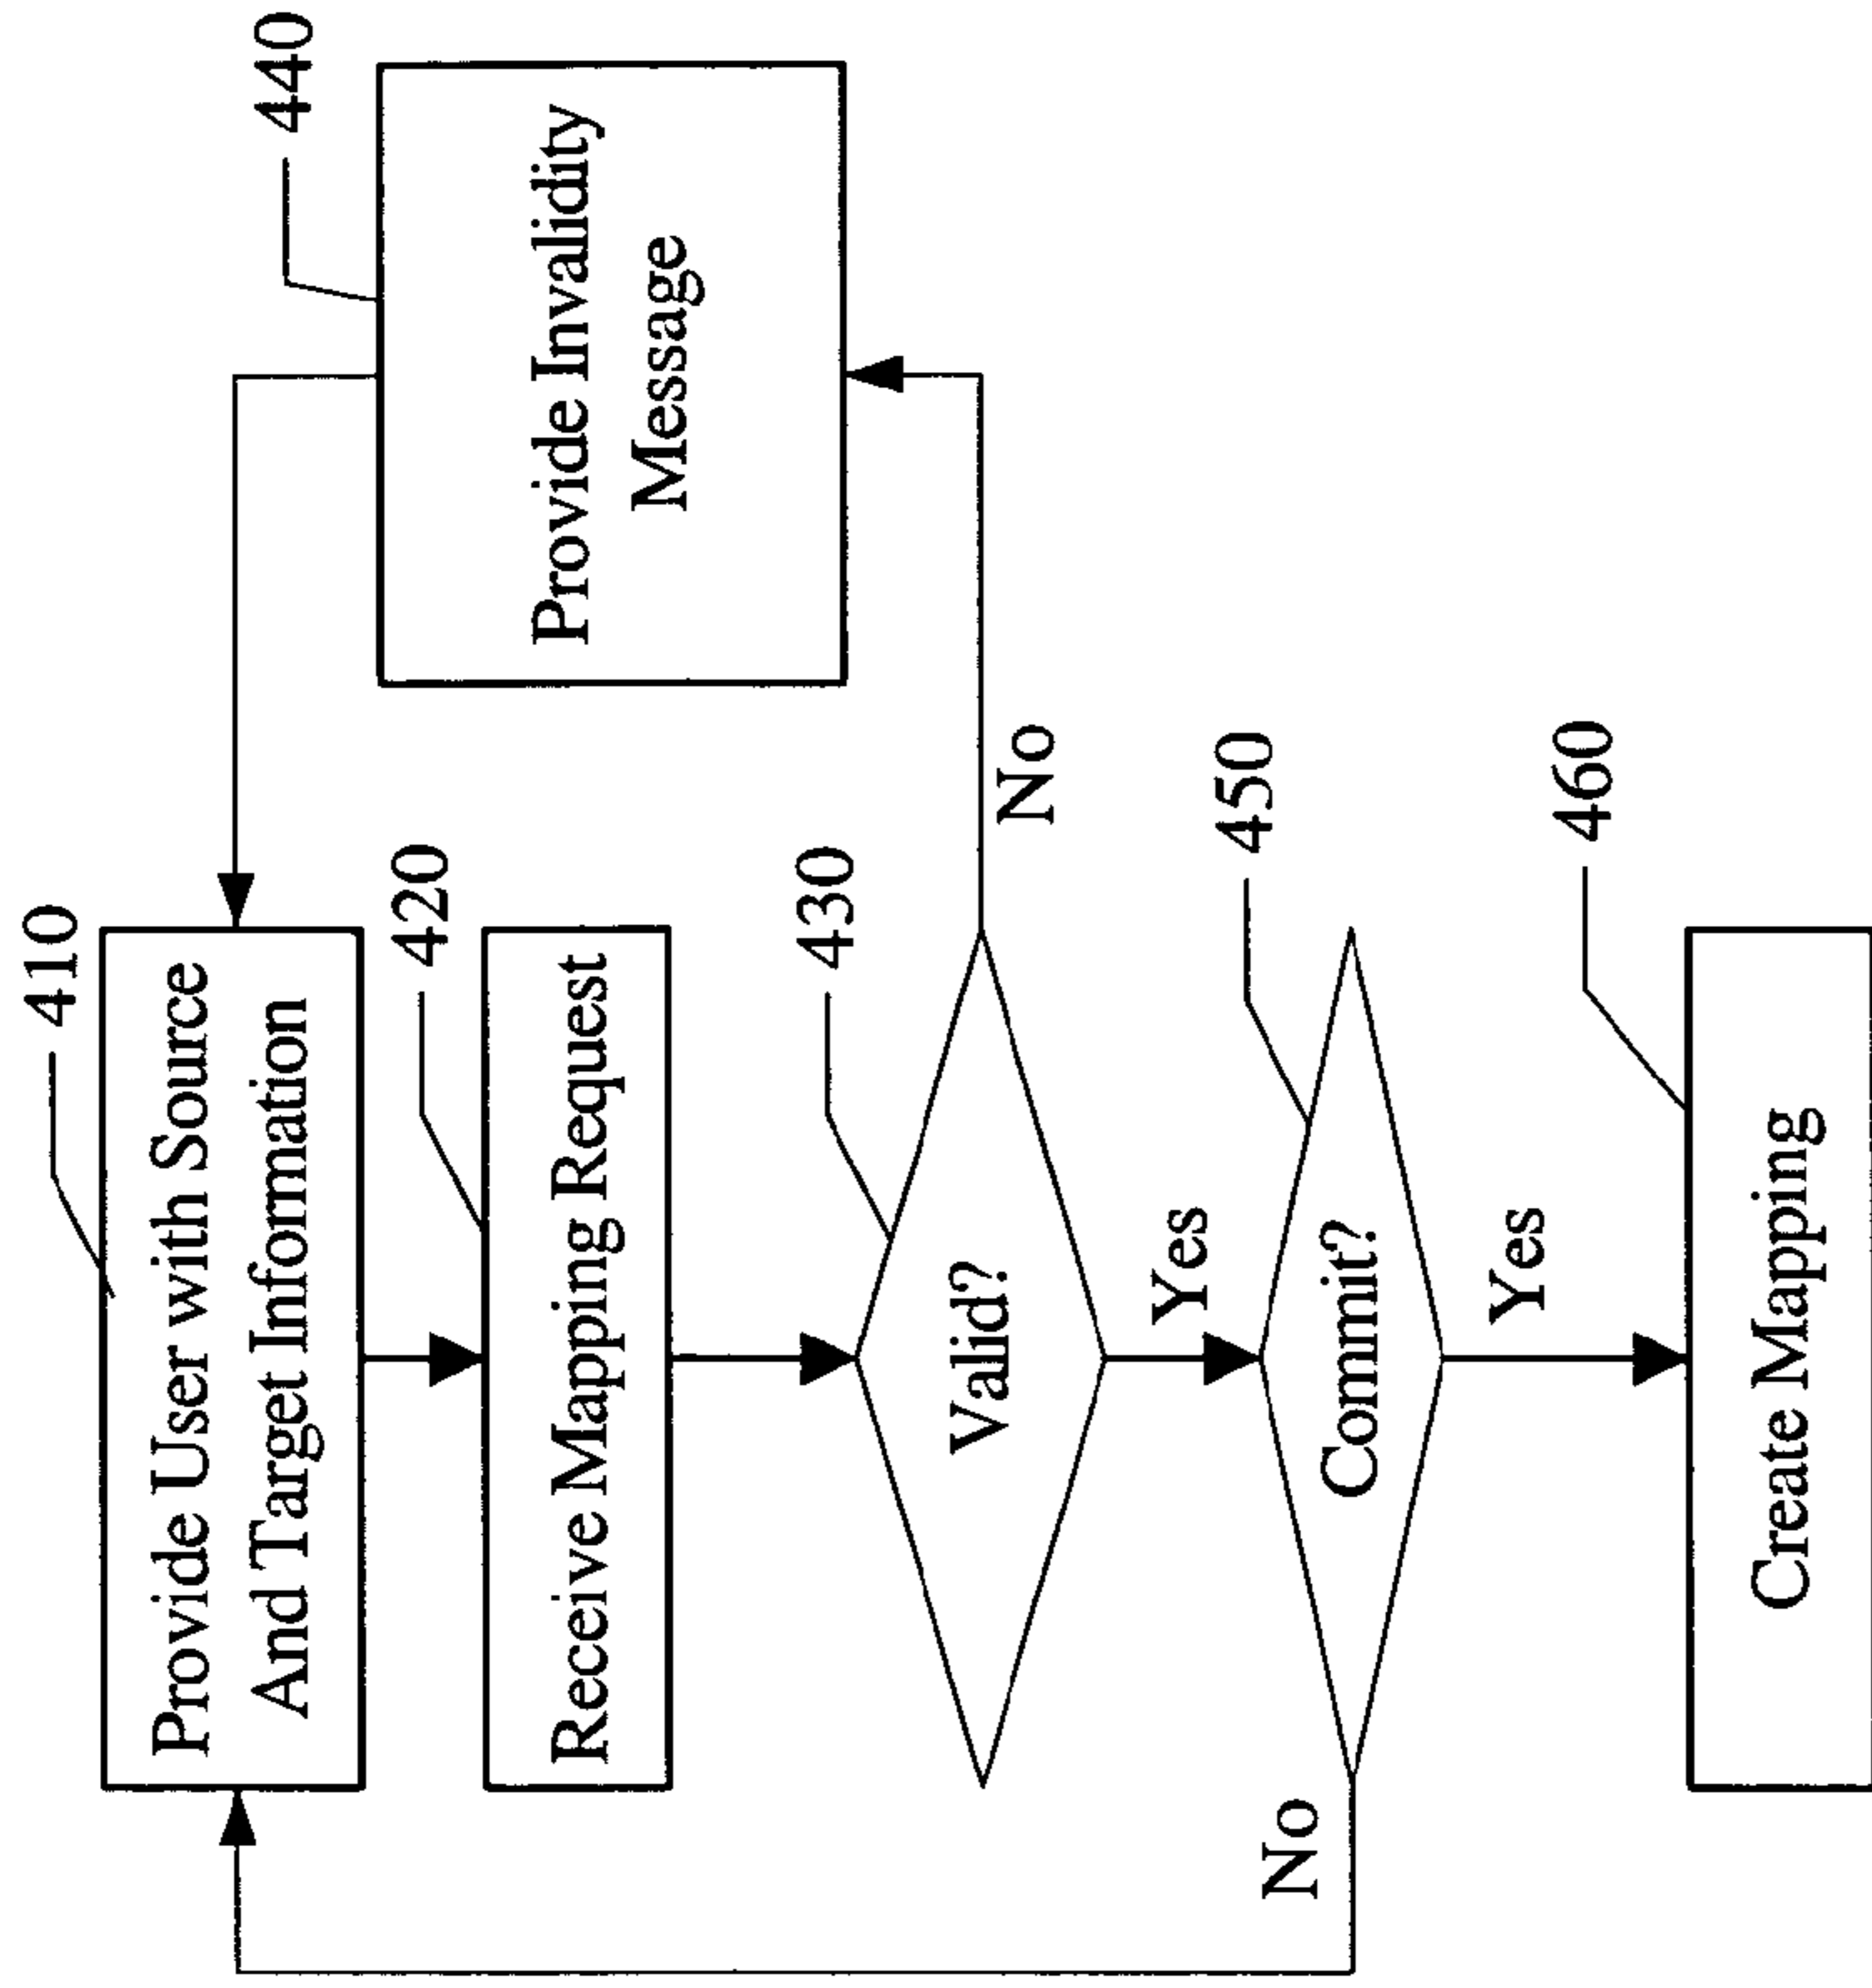 410
Provide User with Source
And Target Information
420
Receive Mapping Request
430
Valid?
No
440
Provide Invalidity
Message
Yes
450
Commit?
No
Yes
460
Create Mapping